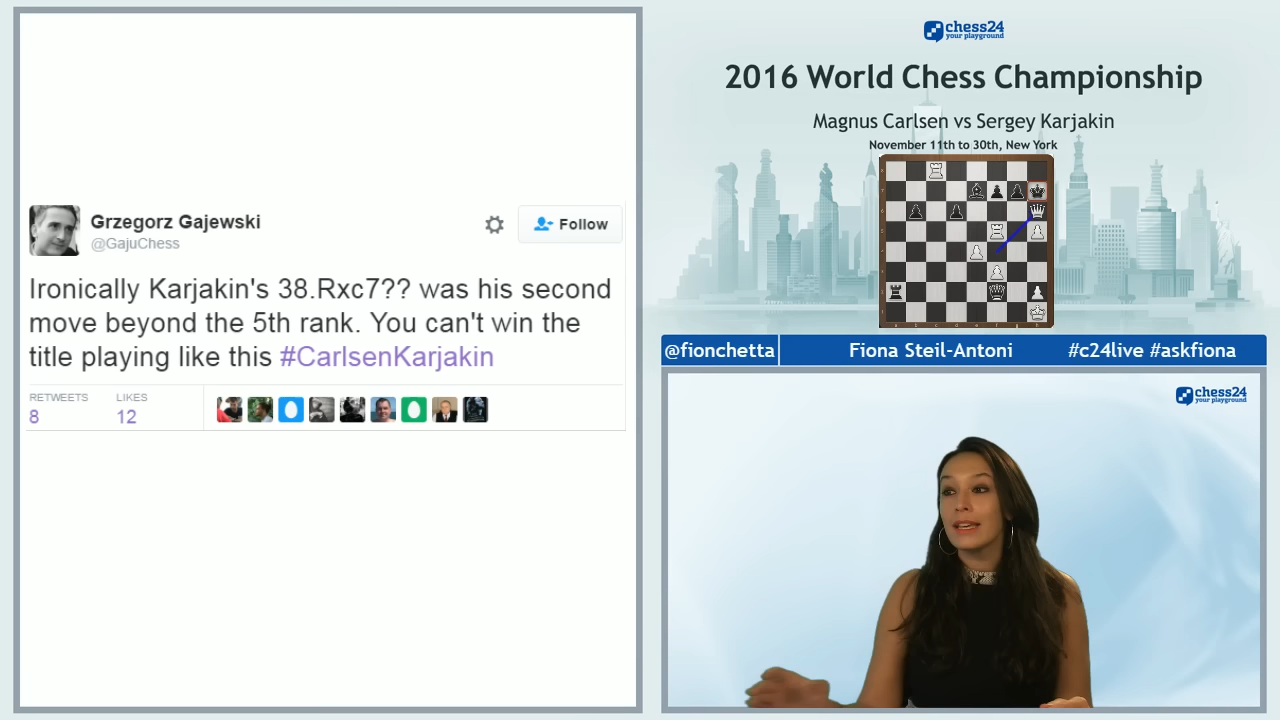 Grzegorz Gajewski
@GajuChess
Follow
Ironically Karjakin's 38.Rxc7?? was his second
move beyond the 5th rank. You can't win the
title playing like this #CarlsenKarjakin
RETWEETS
LIKES
8
12
chess24
your playground
2016 World Chess Championship
Magnus Carlsen vs Sergey Karjakin
November 11th to 30th, New York
@fionchetta
Fiona Steil-Antoni
#c24live #askfiona
chess24
your playground